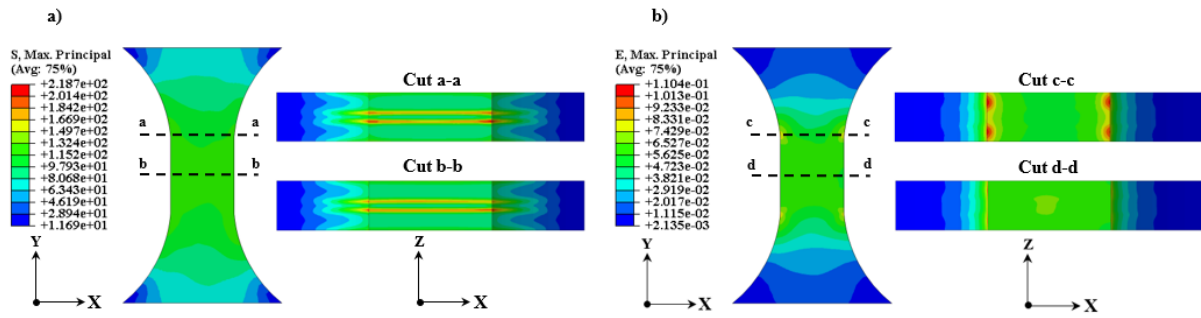 a)
S, Max. Principal
(Avg: 75%)
+2.187e+02
+2.014e+02
+1.842e+02
+1.669e+02
+1.497e+02
+1.324e+02
+1.152e+02
+9.793e+01
+8.068e+01
+6.343e+01
+4.619e+01
+2.894e+01
+1.169e+01
a a
b b
Cut a-a
Cut b-b
Y
X
Z
X
b)
E, Max. Principal
(Avg: 75%)
+1.104e-01
+1.013e-01
+9.233e-02
+8.331e-02
+7.429e-02
+6.527e-02
+5.625e-02
+4.723e-02
+3.821e-02
+2.919e-02
+2.017e-02
+1.115e-02
+2.135e-03
c c
d d
Cut c-c
Cut d-d
Y
X
Z
X